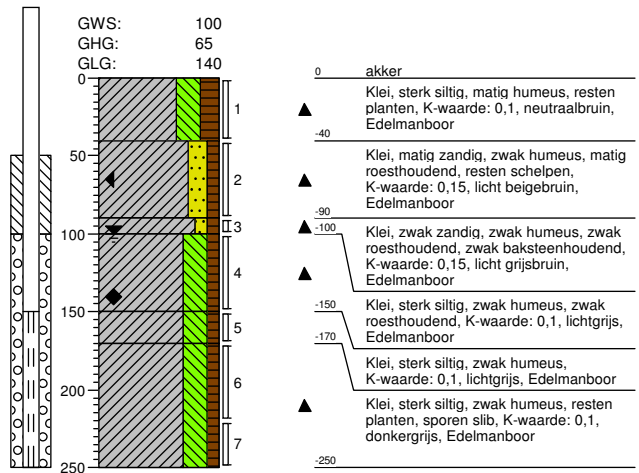 GWS: 100
GHG: 65
GLG: 140
0
50
100
150
200
250
1
2
3
4
5
6
7
0 akker
Klei, sterk siltig, matig humeus, resten
planten, K-waarde: 0,1, neutraalbruin,
Edelmanboor
-40
Klei, matig zandig, zwak humeus, matig
roesthoudend, resten schelpen,
K-waarde: 0,15, licht beigebruin,
Edelmanboor
-90
-100
Klei, zwak zandig, zwak humeus, zwak
roesthoudend, zwak baksteenhoudend,
K-waarde: 0,15, licht grijsbruin,
Edelmanboor
-150
Klei, sterk siltig, zwak humeus, zwak
roesthoudend, K-waarde: 0,1, lichtgrijs,
Edelmanboor
-170
Klei, sterk siltig, zwak humeus,
K-waarde: 0,1, lichtgrijs, Edelmanboor
Klei, sterk siltig, zwak humeus, resten
planten, sporen slib, K-waarde: 0,1,
donkergrijs, Edelmanboor
-250